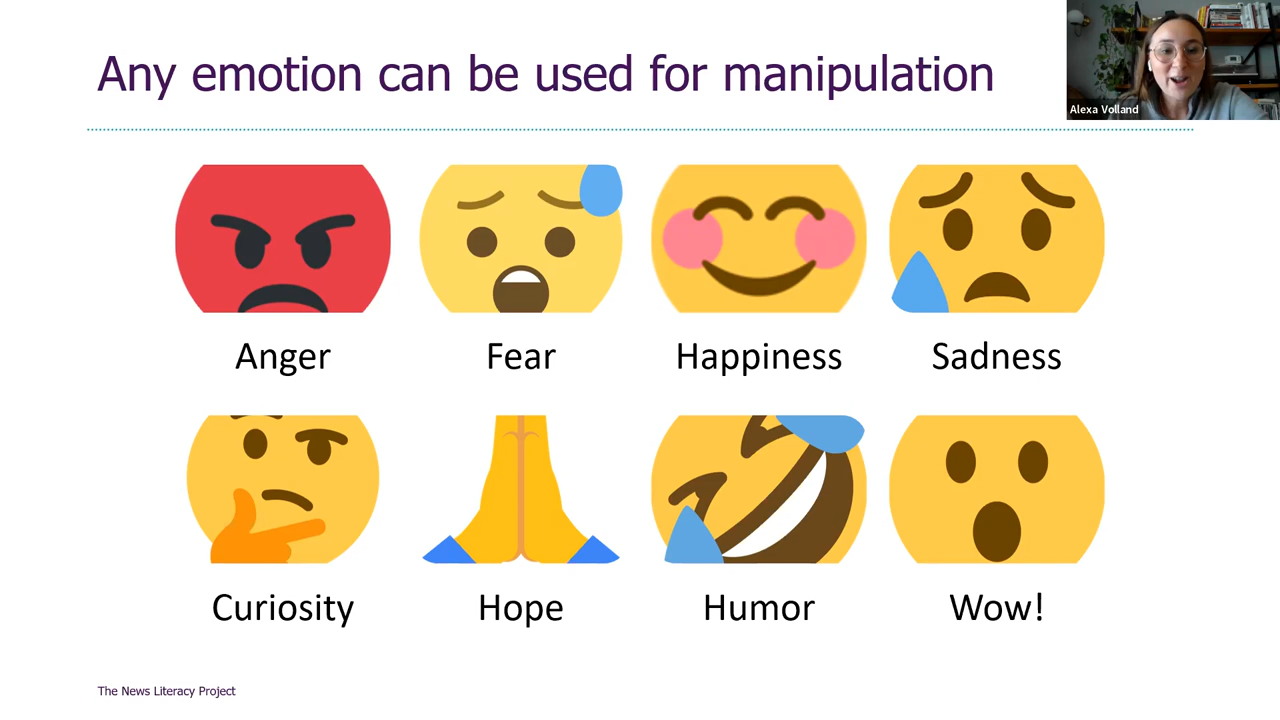 Any emotion can be used for manipulation
Alexa Volland
Anger
Fear
Happiness
Sadness
Curiosity
Hope
Humor
Wow!
The News Literacy Project